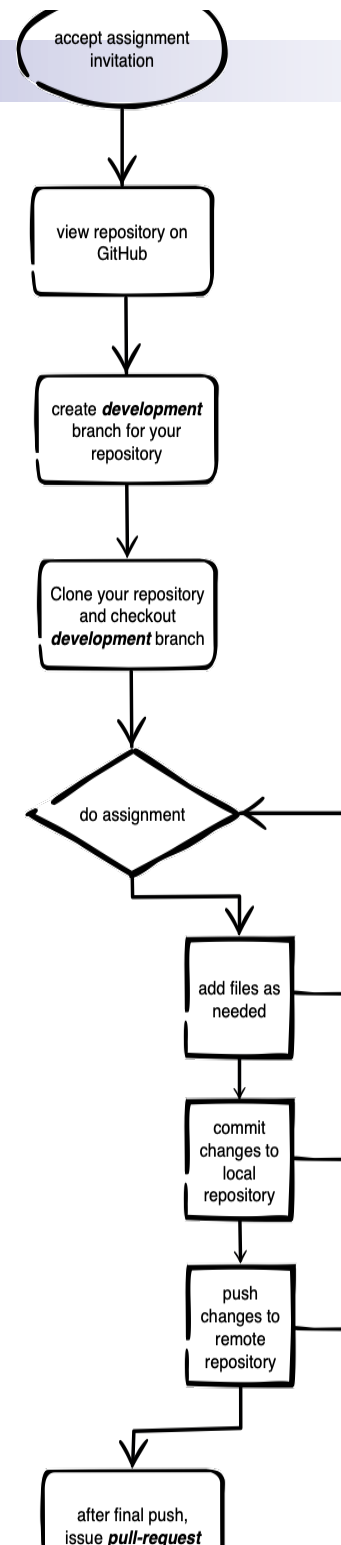 accept assignment
invitation
view repository on
GitHub
create development
branch for your
repository
Clone your repository
and checkout
development branch
do assignment
add files as
needed
commit
changes to
local
repository
push
changes to
remote
repository
after final push,
issue pull-request